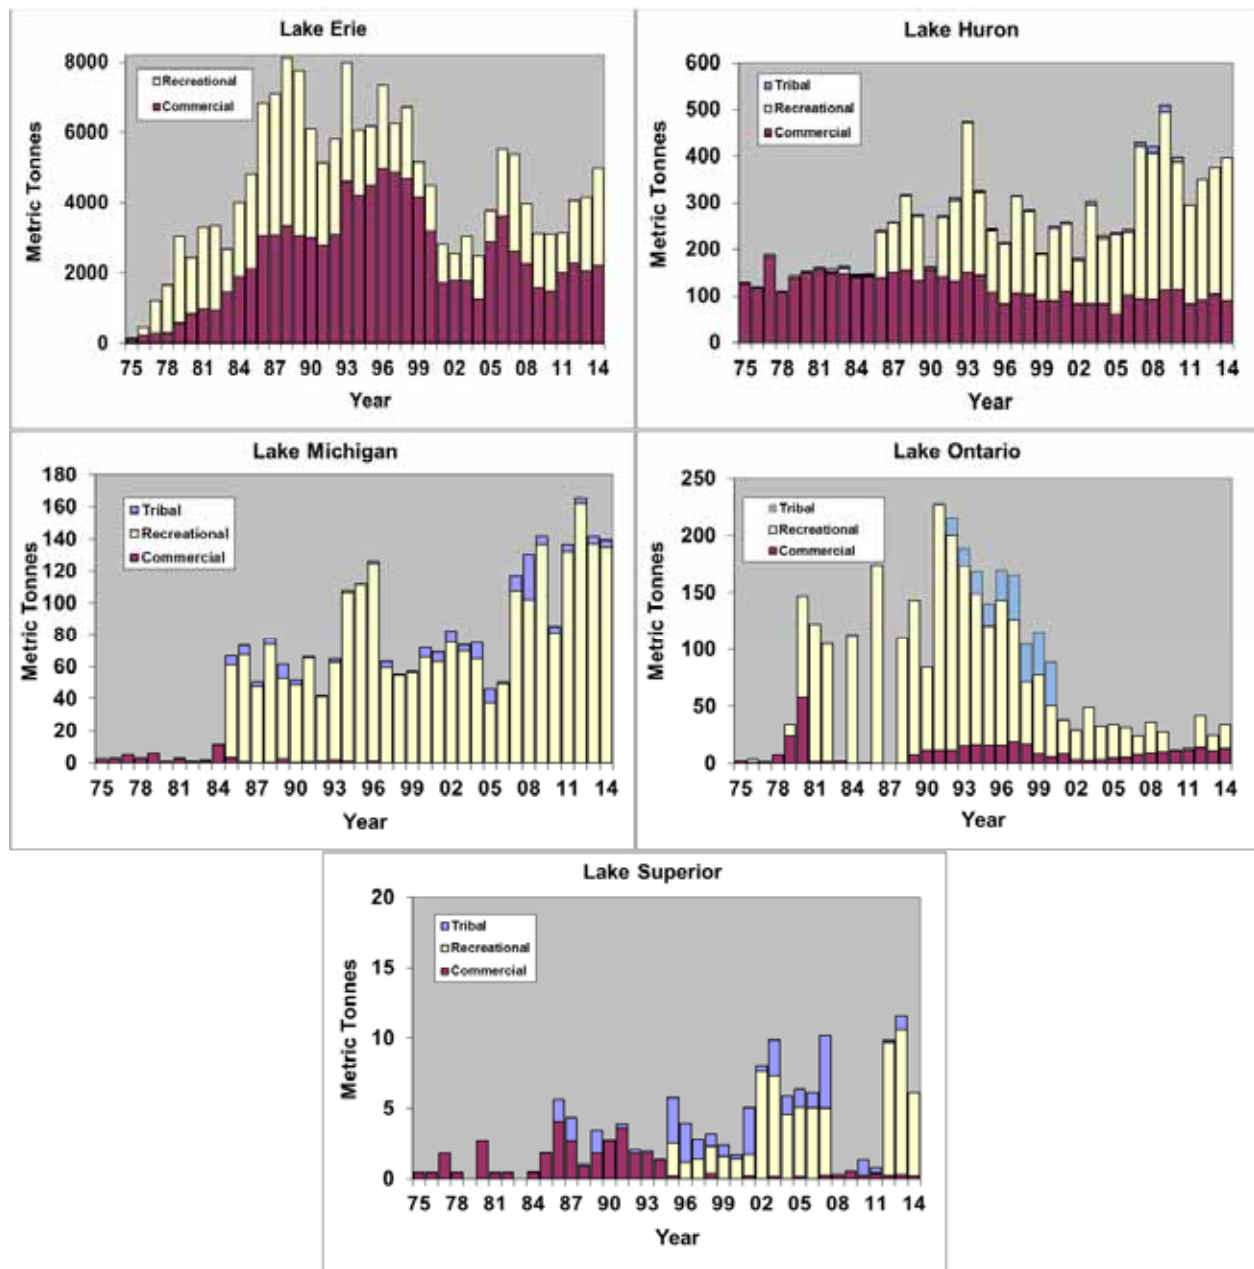 Lake Erie
8000
6000
4000
2000
0
Metric Tonnes
Recreational
Commercial
75 78 81 84 87 90 93 96 99 02 05 08 11 14
Year
Lake Huron
600
500
400
300
200
100
0
Metric Tonnes
Tribal
Recreational
Commercial
75 78 81 84 87 90 93 96 99 02 05 08 11 14
Year
Lake Michigan
180
160
140
120
100
80
60
40
20
0
Metric Tonnes
Tribal
Recreational
Commercial
75 78 81 84 87 90 93 96 99 02 05 08 11 14
Year
Lake Ontario
250
200
150
100
50
0
Metric Tonnes
Tribal
Recreational
Commercial
75 78 81 84 87 90 93 96 99 02 05 08 11 14
Year
Lake Superior
20
15
10
5
0
Metric Tonnes
Tribal
Recreational
Commercial
75 78 81 84 87 90 93 96 99 02 05 08 11 14
Year